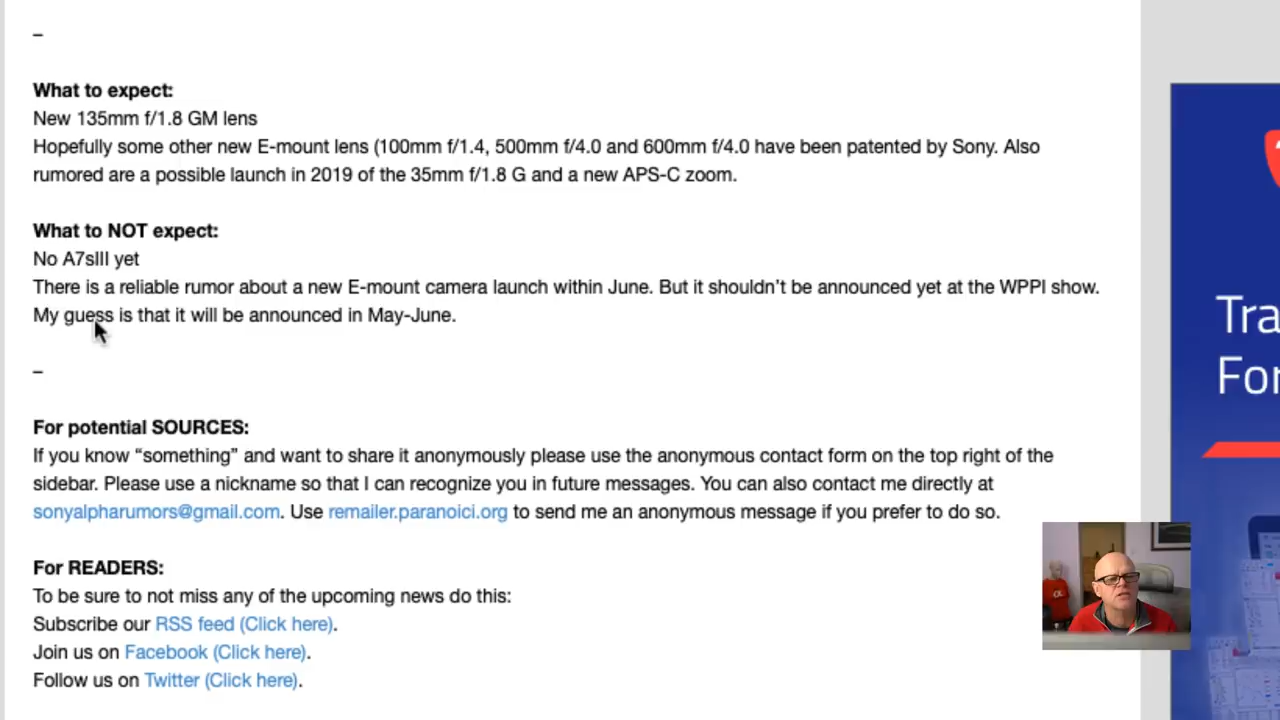 –
What to expect:
New 135mm f/1.8 GM lens
Hopefully some other new E-mount lens (100mm f/1.4, 500mm f/4.0 and 600mm f/4.0 have been patented by Sony. Also
rumored are a possible launch in 2019 of the 35mm f/1.8 G and a new APS-C zoom.
What to NOT expect:
No A7sIII yet
There is a reliable rumor about a new E-mount camera launch within June. But it shouldn’t be announced yet at the WPPI show.
My guess is that it will be announced in May-June.
–
For potential SOURCES:
If you know “something” and want to share it anonymously please use the anonymous contact form on the top right of the
sidebar. Please use a nickname so that I can recognize you in future messages. You can also contact me directly at
sonyalpharumors@gmail.com. Use remailer.paranoici.org to send me an anonymous message if you prefer to do so.
For READERS:
To be sure to not miss any of the upcoming news do this:
Subscribe our RSS feed (Click here).
Join us on Facebook (Click here).
Follow us on Twitter (Click here).
Tra
For